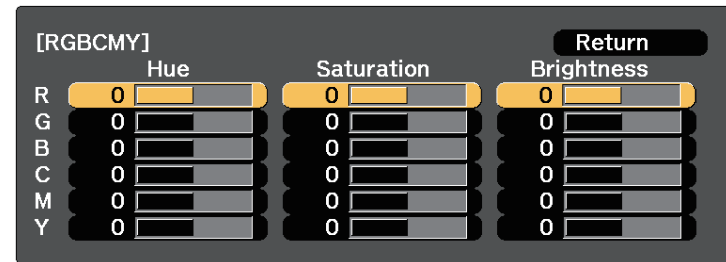 [RGBCMY] Return
Hue Saturation Brightness
R 0 0 0
G 0 0 0
B 0 0 0
C 0 0 0
M 0 0 0
Y 0 0 0